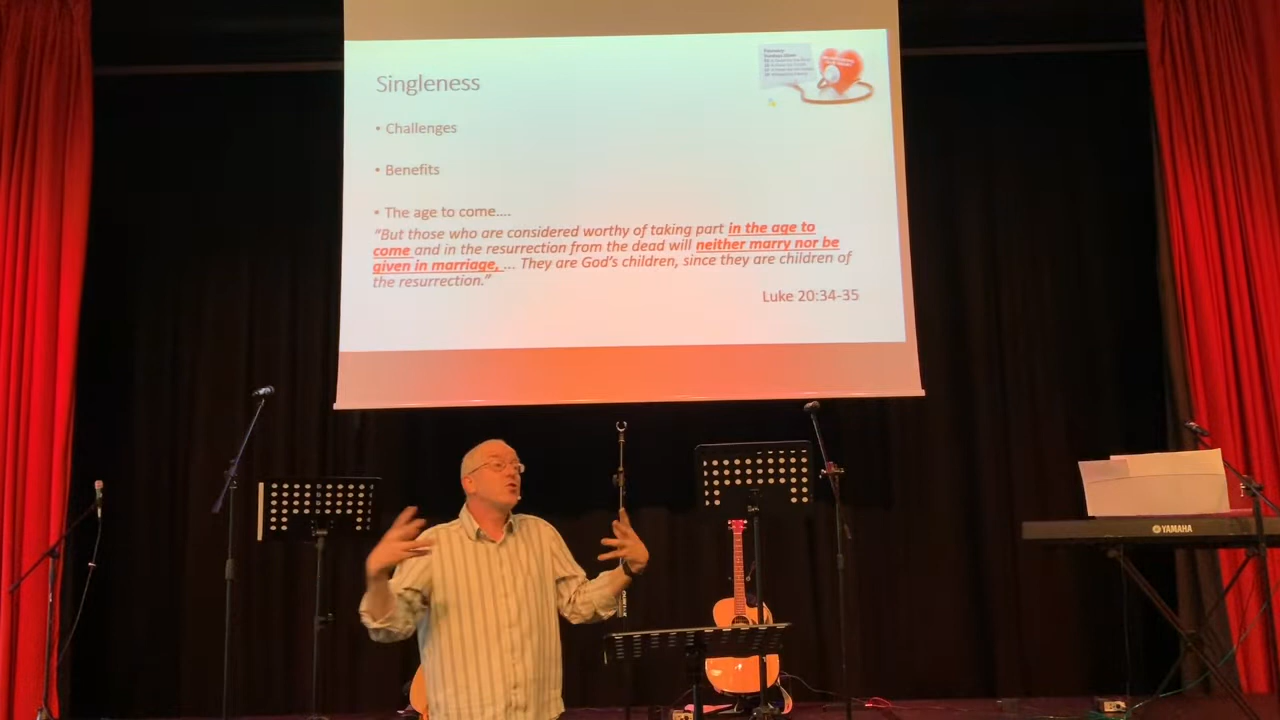 Singleness
• Challenges
• Benefits
• The age to come....
"But those who are considered worthy of taking part in the age to
come and in the resurrection from the dead will neither marry nor be
given in marriage, ... They are God's children, since they are children of
the resurrection."
Luke 20:34-35
YAMAHA